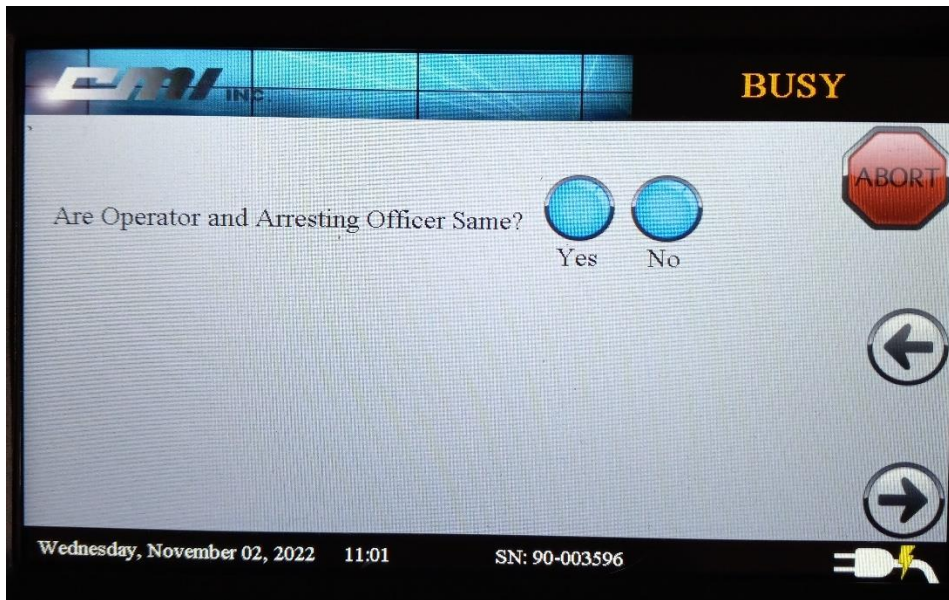 CMI INC.
BUSY
ABORT
Are Operator and Arresting Officer Same?
Yes No
Wednesday, November 02, 2022 11:01 SN: 90-003596